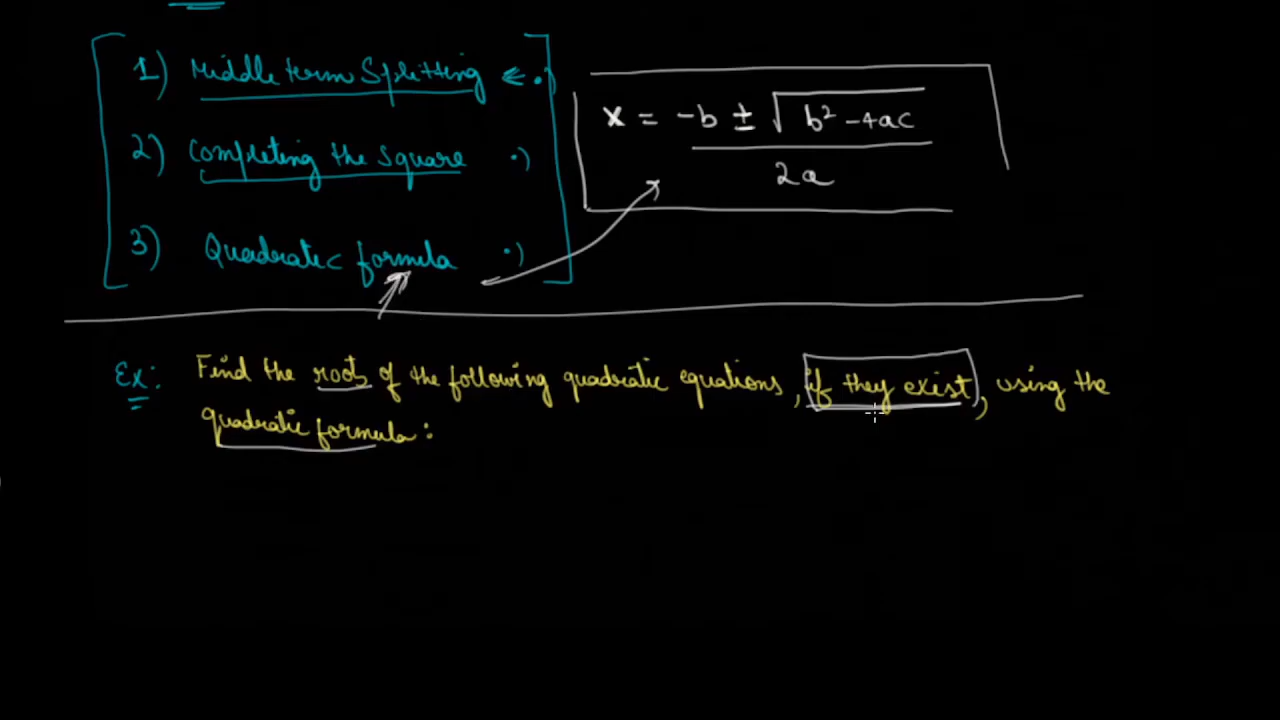 1) Middle term Splitting
2) Completing the square
3) Quadratic formula
x = -b ± √b² -4ac
2a
Ex: Find the roots of the following quadratic equations, if they exist, using the
quadratic formula: